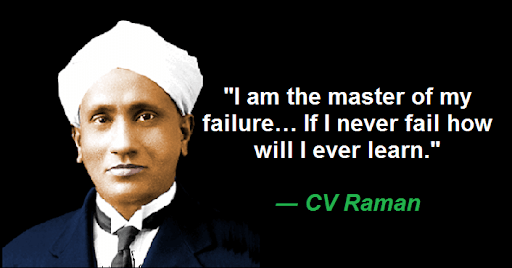 "I am the master of my
failure... If I never fail how
will I ever learn."
— CV Raman